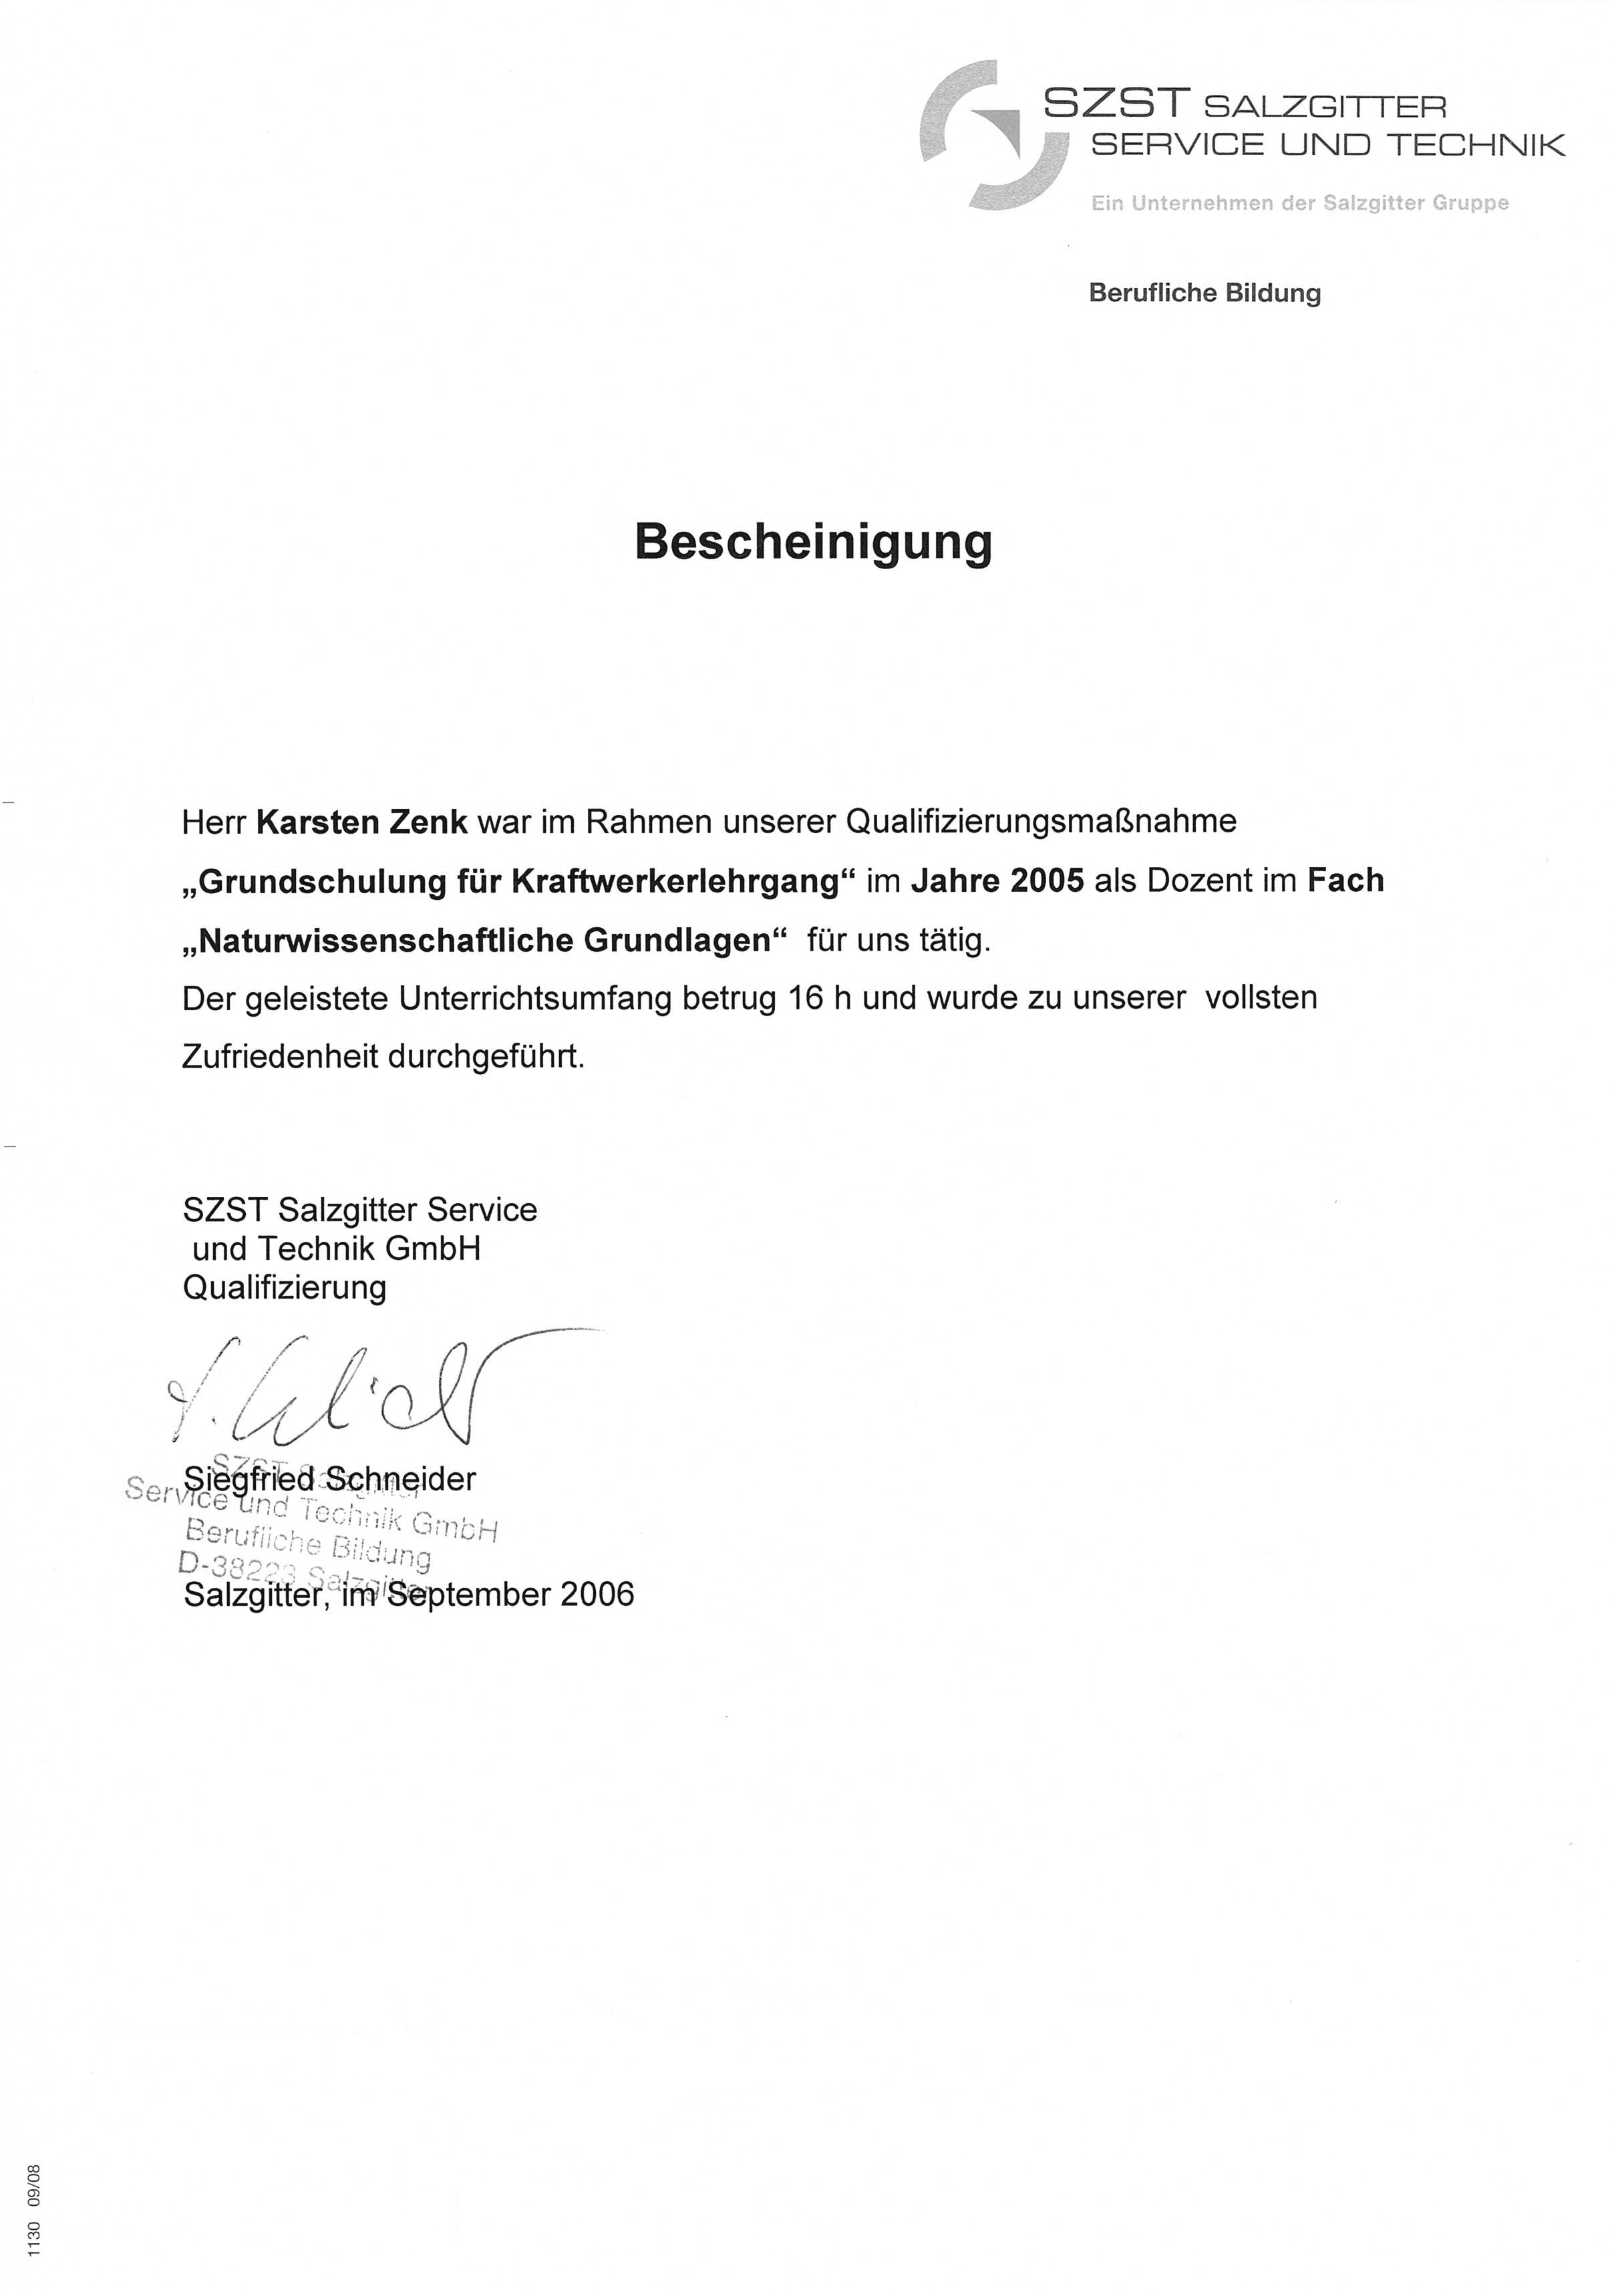 SZST SALZGITTER
SERVICE UND TECHNIK
Ein Unternehmen der Salzgitter Gruppe
Berufliche Bildung
Bescheinigung
Herr Karsten Zenk war im Rahmen unserer Qualifizierungsmaßnahme
„Grundschulung für Kraftwerkerlehrgang“ im Jahre 2005 als Dozent im Fach
„Naturwissenschaftliche Grundlagen“ für uns tätig.
Der geleistete Unterrichtsumfang betrug 16 h und wurde zu unserer vollsten
Zufriedenheit durchgeführt.
SZST Salzgitter Service
und Technik GmbH
Qualifizierung
Siegfried Schneider
SZST Salzgitter
Service und Technik GmbH
Berufliche Bildung
D-38223 Salzgitter
Salzgitter, im September 2006
1130 09/08